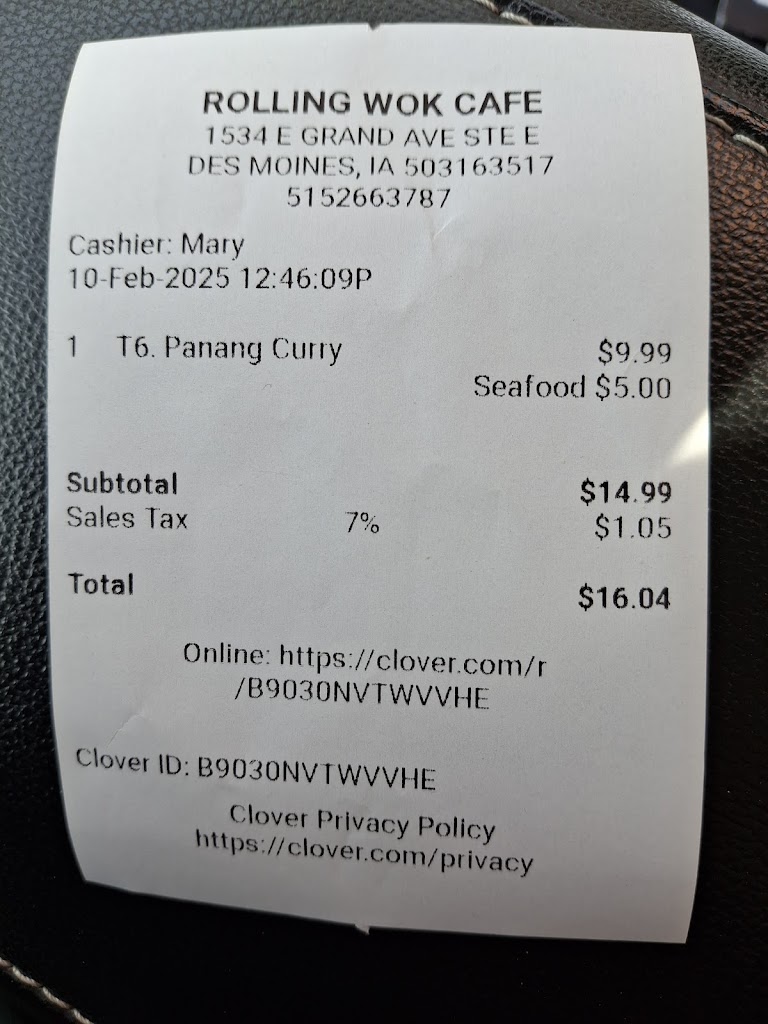 ROLLING WOK CAFE
1534 E GRAND AVE STE E
DES MOINES, IA 503163517
5152663787
Cashier: Mary
10-Feb-2025 12:46:09P
1 T6. Panang Curry $9.99
Seafood $5.00
Subtotal $14.99
Sales Tax 7% $1.05
Total $16.04
Online: https://clover.com/r
/B9030NVTWVVHE
Clover ID: B9030NVTWVVHE
Clover Privacy Policy
https://clover.com/privacy